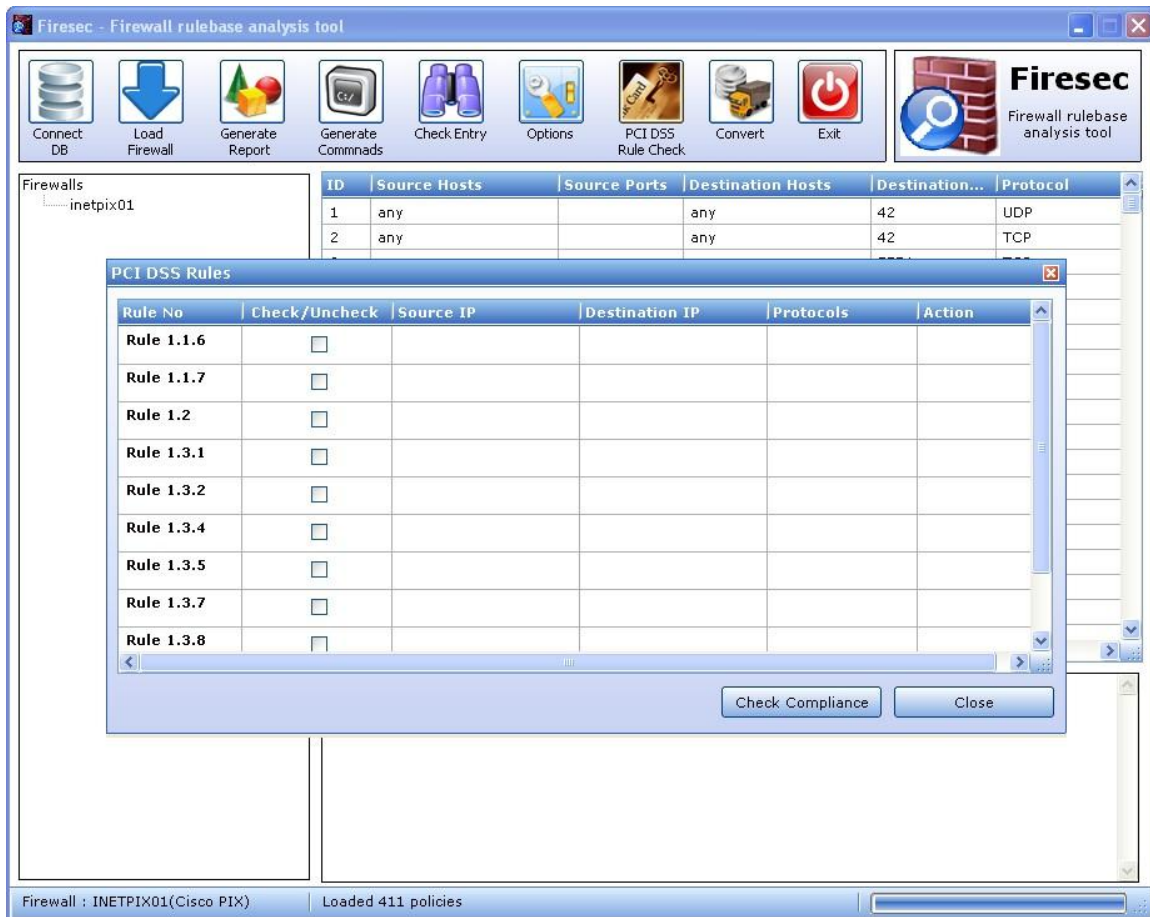 Firesec - Firewall rulebase analysis tool
Connect DB
Load Firewall
Generate Report
C:/
Generate Commnads
Check Entry
Options
Card
PCI DSS Rule Check
Convert
Exit
Firesec
Firewall rulebase
analysis tool
Firewalls
inetpix01
ID Source Hosts Source Ports Destination Hosts Destination... Protocol
1 any any 42 UDP
2 any any 42 TCP
PCI DSS Rules
Rule No Check/Uncheck Source IP Destination IP Protocols Action
Rule 1.1.6
Rule 1.1.7
Rule 1.2
Rule 1.3.1
Rule 1.3.2
Rule 1.3.4
Rule 1.3.5
Rule 1.3.7
Rule 1.3.8
Check Compliance Close
Firewall : INETPIX01(Cisco PIX) Loaded 411 policies